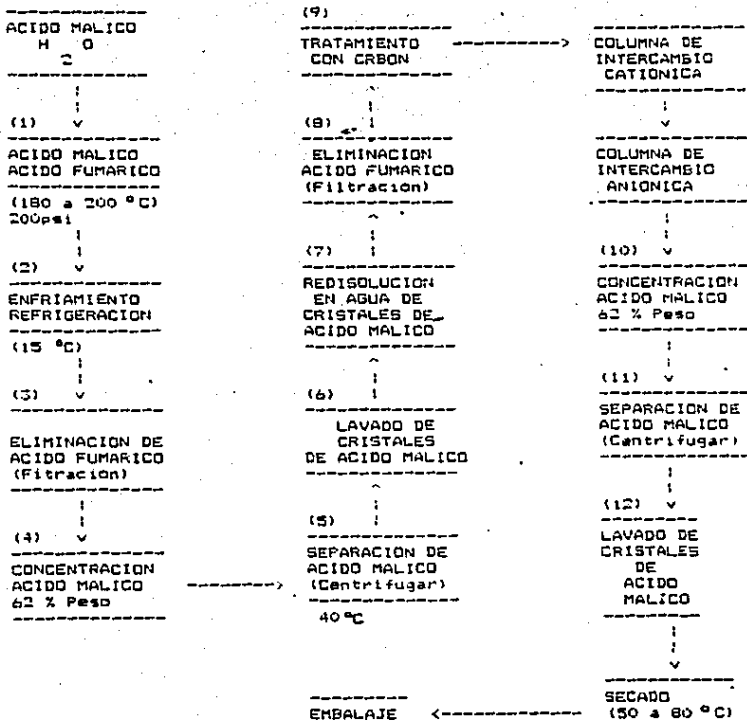 ACIDO MALICO
H O
2
(1)
ACIDO MALICO
ACIDO FUMARICO
(180 a 200 °C)
200psi
(2)
ENFRIAMIENTO
REFRIGERACION
(15 °C)
(3)
ELIMINACION DE
ACIDO FUMARICO
(Fitración)
(4)
CONCENTRACION
ACIDO MALICO
62 % Peso
(5)
SEPARACION DE
ACIDO MALICO
(Centrifugar)
40 °C
(6)
LAVADO DE
CRISTALES
DE ACIDO MALICO
(7)
REDISOLUCION
EN AGUA DE
CRISTALES DE
ACIDO MALICO
(8)
ELIMINACION
ACIDO FUMARICO
(Filtración)
(9)
TRATAMIENTO
CON CRBON
COLUMNA DE
INTERCAMBIO
CATIONICA
COLUMNA DE
INTERCAMBIO
ANIONICA
(10)
CONCENTRACION
ACIDO MALICO
62 % Peso
(11)
SEPARACION DE
ACIDO MALICO
(Centrifugar)
(12)
LAVADO DE
CRISTALES
DE
ACIDO
MALICO
SECADO
(50 a 80 °C)
EMBALAJE